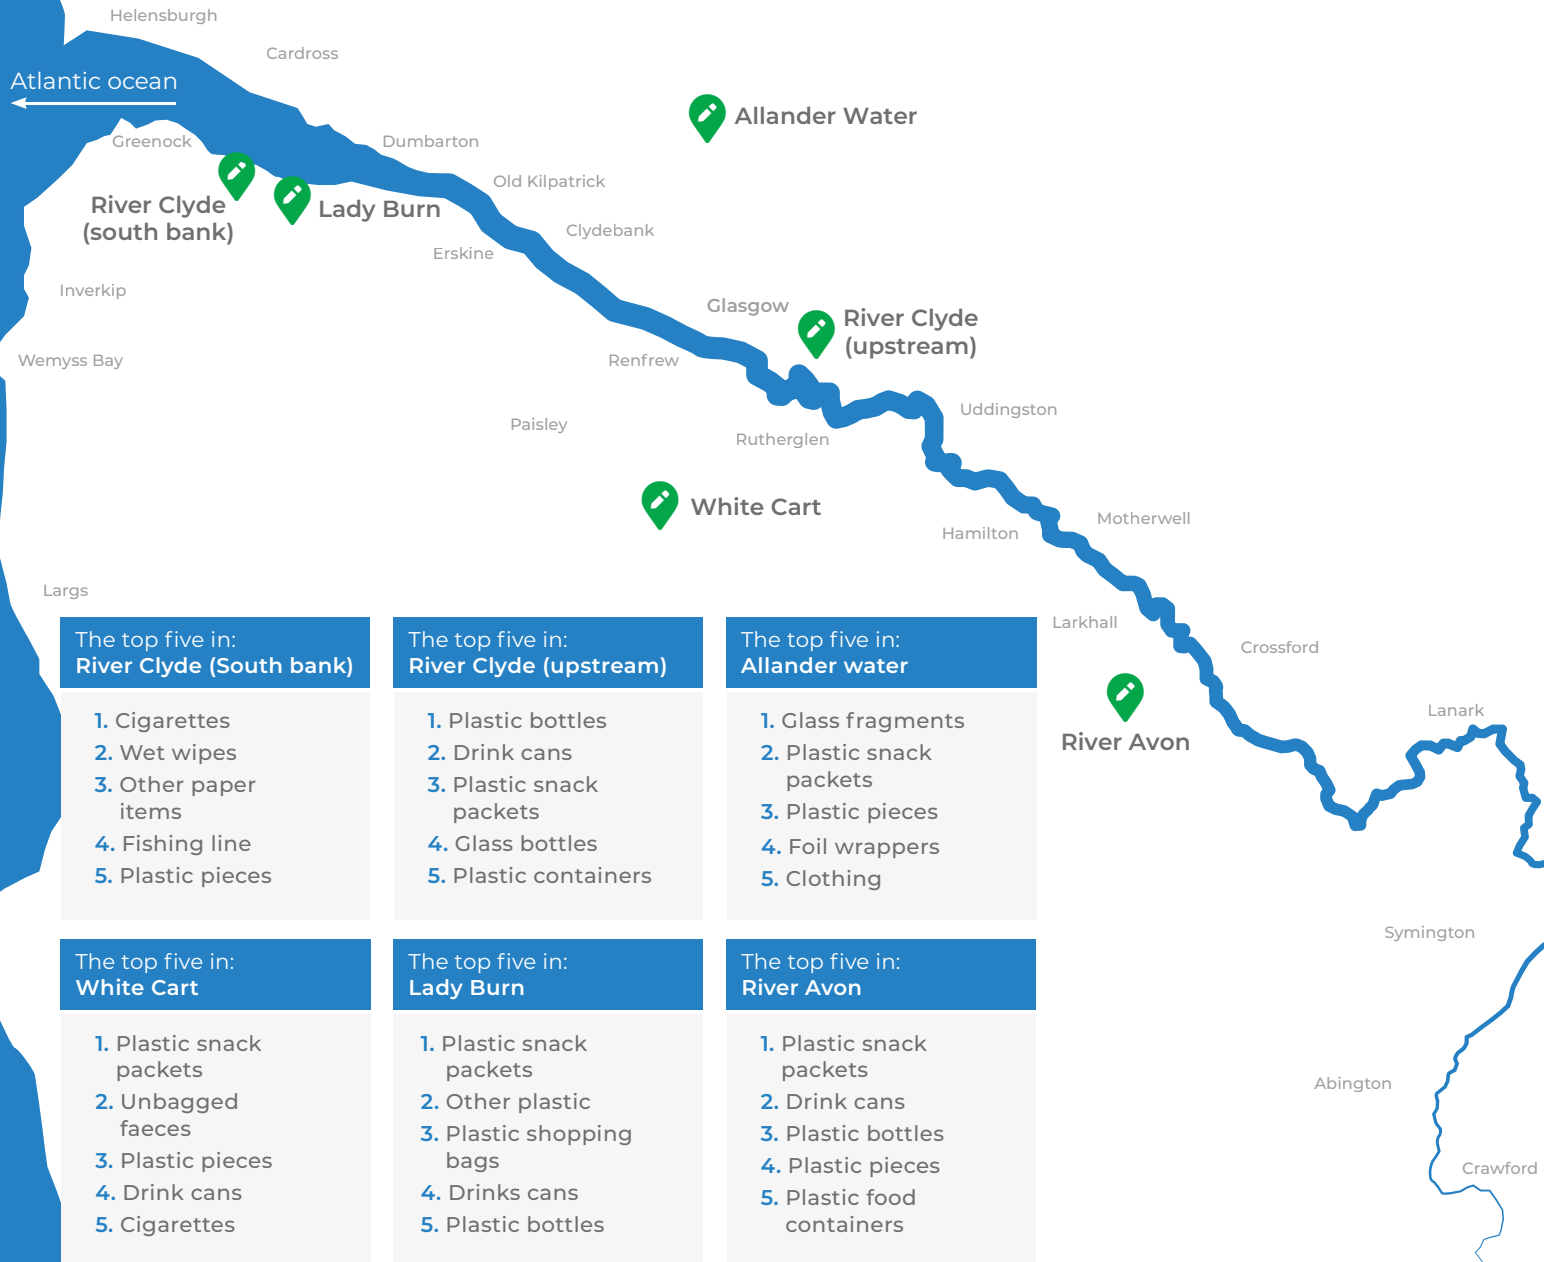 Helensburgh
Cardross
Atlantic ocean
Allander Water
Greenock
Dumbarton
Old Kilpatrick
River Clyde
(south bank)
Lady Burn
Clydebank
Erskine
Inverkip
Glasgow
River Clyde
(upstream)
Wemyss Bay
Renfrew
Uddingston
Paisley
Rutherglen
White Cart
Motherwell
Hamilton
Largs
Larkhall
Crossford
Lanark
River Avon
Symington
Abington
Crawford
The top five in:
River Clyde (South bank)
1. Cigarettes
2. Wet wipes
3. Other paper
items
4. Fishing line
5. Plastic pieces
The top five in:
River Clyde (upstream)
1. Plastic bottles
2. Drink cans
3. Plastic snack
packets
4. Glass bottles
5. Plastic containers
The top five in:
Allander water
1. Glass fragments
2. Plastic snack
packets
3. Plastic pieces
4. Foil wrappers
5. Clothing
The top five in:
White Cart
1. Plastic snack
packets
2. Unbagged
faeces
3. Plastic pieces
4. Drink cans
5. Cigarettes
The top five in:
Lady Burn
1. Plastic snack
packets
2. Other plastic
3. Plastic shopping
bags
4. Drinks cans
5. Plastic bottles
The top five in:
River Avon
1. Plastic snack
packets
2. Drink cans
3. Plastic bottles
4. Plastic pieces
5. Plastic food
containers